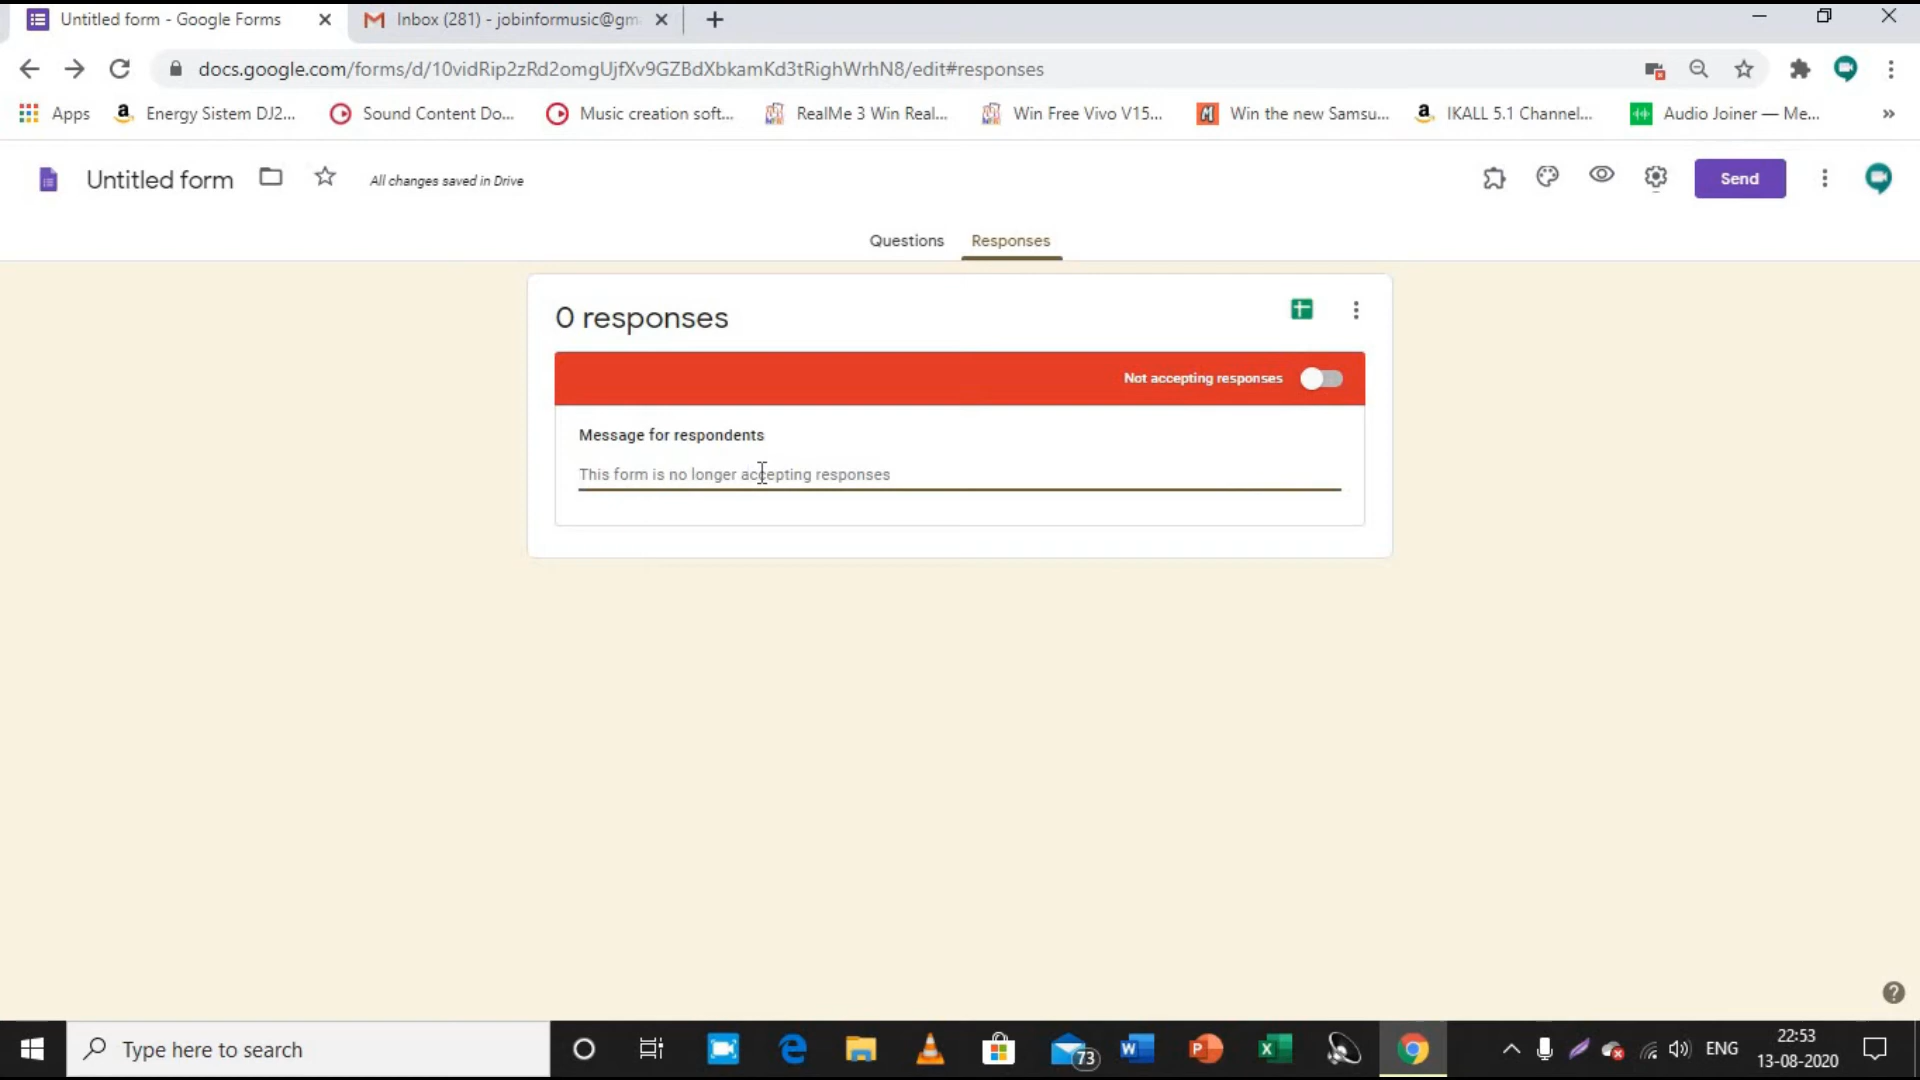 Untitled form - Google Forms
Inbox (281) - jobinformusic@gm
docs.google.com/forms/d/10vidRip2zRd2omgUjfXv9GZBdXbkamKd3tRighWrhN8/edit#responses
Apps
Energy Sistem DJ2...
Sound Content Do...
Music creation soft...
RealMe 3 Win Real...
Win Free Vivo V15...
Win the new Samsu...
IKALL 5.1 Channel...
Audio Joiner — Me...
»
Untitled form
All changes saved in Drive
Send
Questions
Responses
0 responses
Not accepting responses
Message for respondents
This form is no longer accepting responses
Type here to search
73
ENG
22:53
13-08-2020